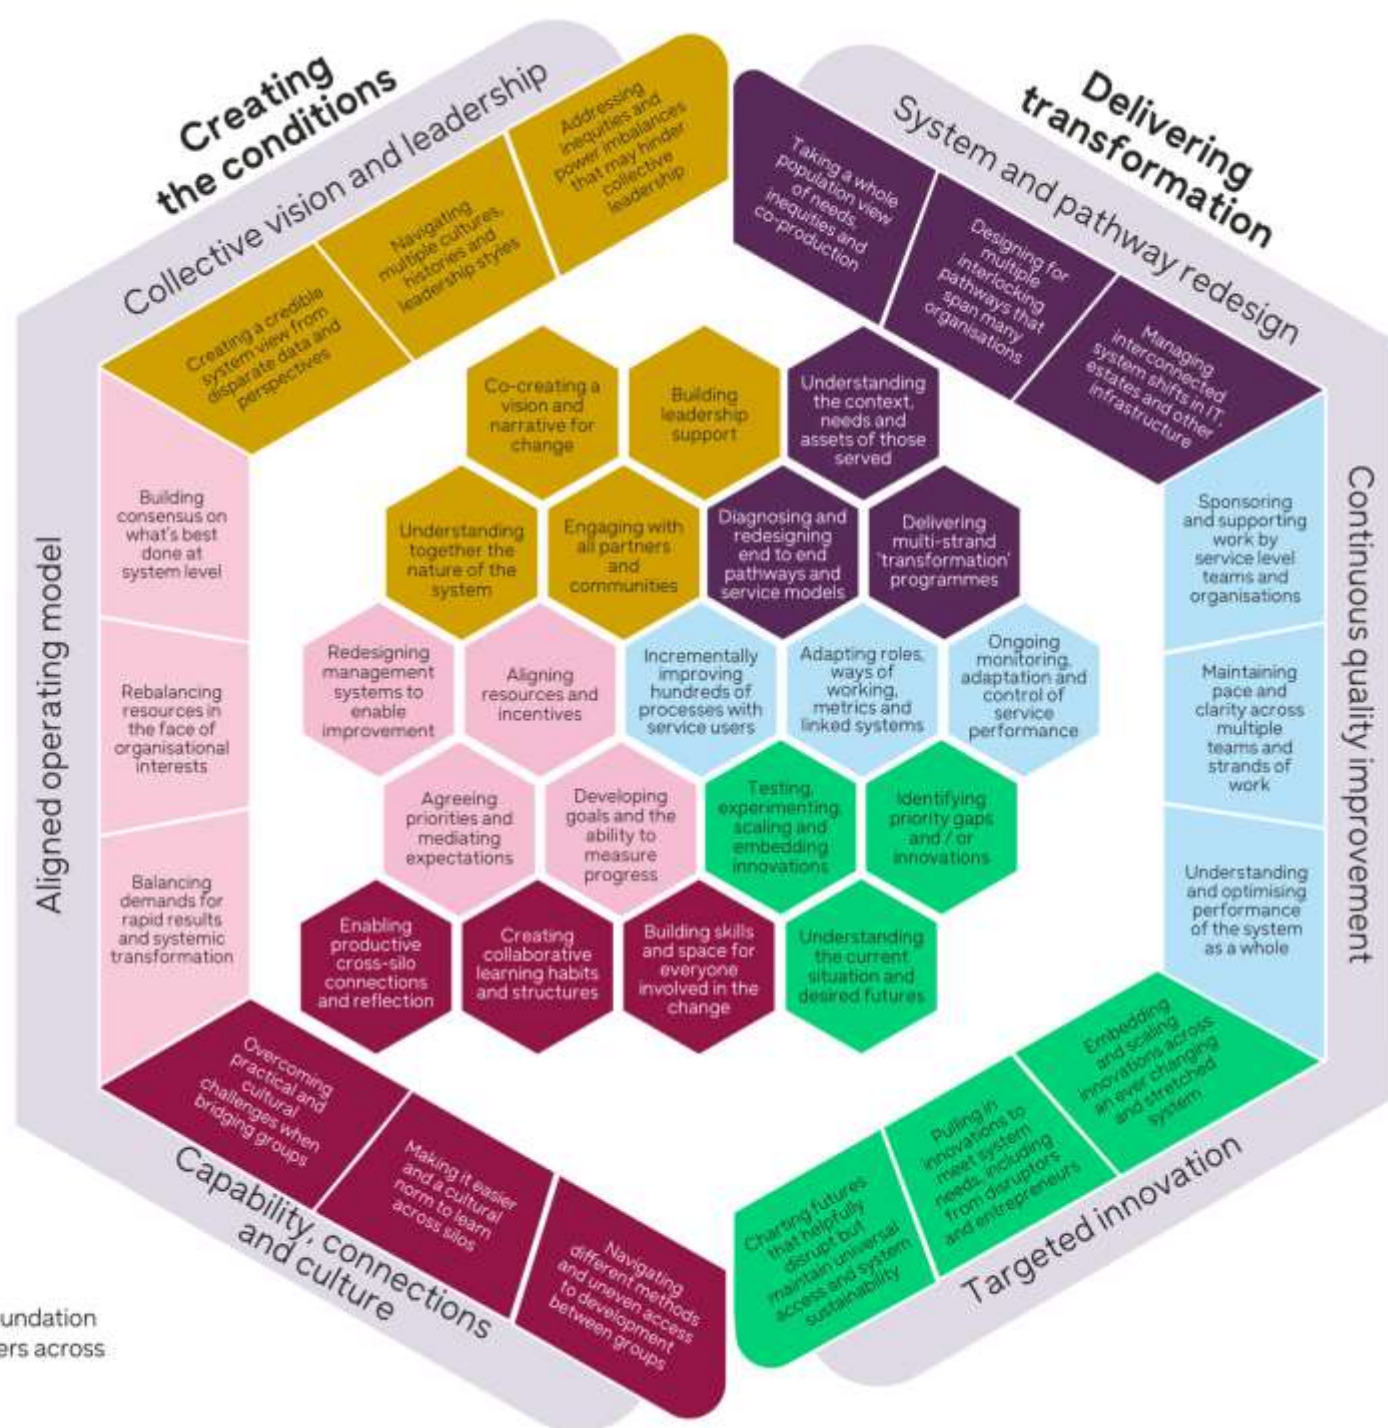 Creating
the conditions
Collective vision and leadership
Creating a credible
system view from
disparate data and
perspectives
Navigating
multiple cultures,
histories and
leadership styles
Addressing
inequities and
power imbalances
that may hinder
collective
leadership
Delivering
transformation
System and pathway redesign
Taking a whole
population view
of needs,
inequities and
co-production
Designing for
multiple
interlocking
pathways that
span many
organisations
Managing
interconnected
system shifts in IT,
estates and other
infrastructure
Aligned operating model
Building
consensus on
what's best
done at
system level
Rebalancing
resources in
the face of
organisational
interests
Balancing
demands for
rapid results
and systemic
transformation
Co-creating a
vision and
narrative for
change
Building
leadership
support
Understanding
the context,
needs and
assets of those
served
Understanding
together the
nature of the
system
Engaging with
all partners
and
communities
Diagnosing and
redesigning
end to end
pathways and
service models
Delivering
multi-strand
'transformation'
programmes
Redesigning
management
systems to
enable
improvement
Aligning
resources and
incentives
Incrementally
improving
hundreds of
processes with
service users
Adapting roles,
ways of
working,
metrics and
linked systems
Ongoing
monitoring,
adaptation and
control of
service
performance
Agreeing
priorities and
mediating
expectations
Developing
goals and the
ability to
measure
progress
Testing,
experimenting,
scaling and
embedding
innovations
Identifying
priority gaps
and / or
innovations
Enabling
productive
cross-silo
connections
and reflection
Creating
collaborative
learning habits
and structures
Building skills
and space for
everyone
involved in the
change
Understanding
the current
situation and
desired futures
Continuous quality improvement
Sponsoring
and supporting
work by
service level
teams and
organisations
Maintaining
pace and
clarity across
multiple
teams and
strands of
work
Understanding
and optimising
performance
of the system
as a whole
Overcoming
practical and
cultural
challenges when
bridging groups
Making it easier
and a cultural
norm to learn
across silos
Navigating
different methods
and uneven access
to development
between groups
Capability, connections
and culture
Charting futures
that helpfully
disrupt but
maintain universal
access and system
sustainability
Pulling in
innovations to
meet system
needs, including
from disruptors
and entrepreneurs
Embedding
and scaling
innovations across
an ever changing
and stretched
system
Targeted innovation
undation
ers across